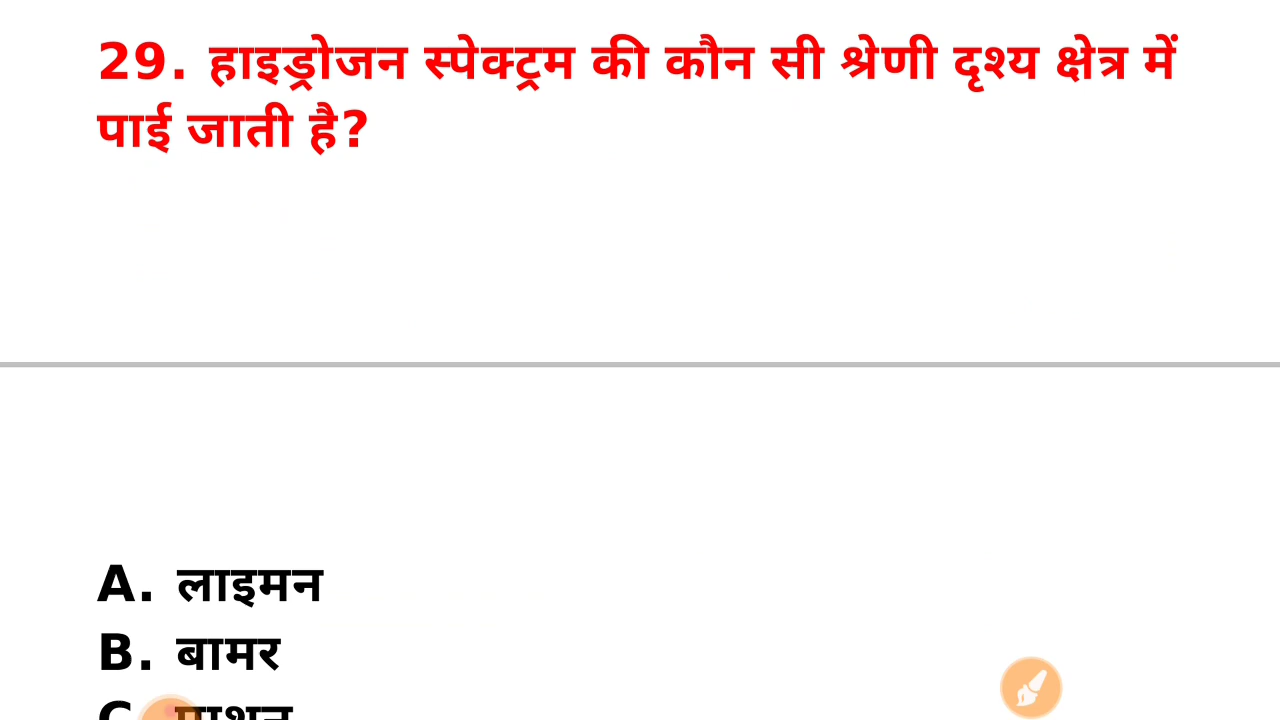 29. हाइड्रोजन स्पेक्ट्रम की कौन सी श्रेणी दृश्य क्षेत्र में
पाई जाती है?
A. लाइमन
B. बामर
C.